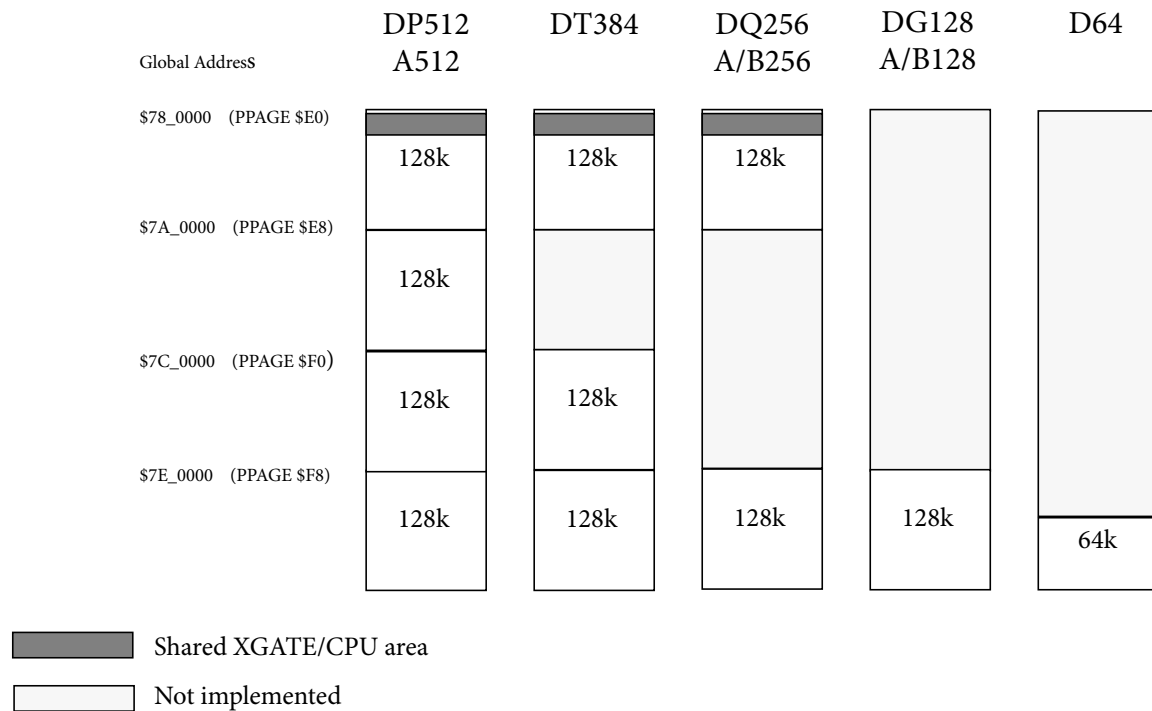 DP512 DT384 DQ256 DG128 D64
Global Address A512 A/B256 A/B128
$78_0000 (PPAGE $E0)
128k 128k 128k
$7A_0000 (PPAGE $E8)
128k
$7C_0000 (PPAGE $F0)
128k 128k
$7E_0000 (PPAGE $F8)
128k 128k 128k 128k
64k
Shared XGATE/CPU area
Not implemented